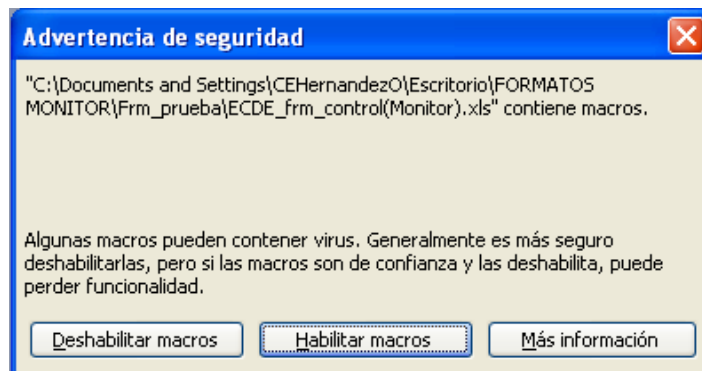 Advertencia de seguridad
"C:\Documents and Settings\CEHernandezO\Escritorio\FORMATOS
MONITOR\Frm_prueba\ECDE_frm_control(Monitor).xls" contiene macros.
Algunas macros pueden contener virus. Generalmente es más seguro
deshabilitarlas, pero si las macros son de confianza y las deshabilita, puede
perder funcionalidad.
Deshabilitar macros Habilitar macros Más información